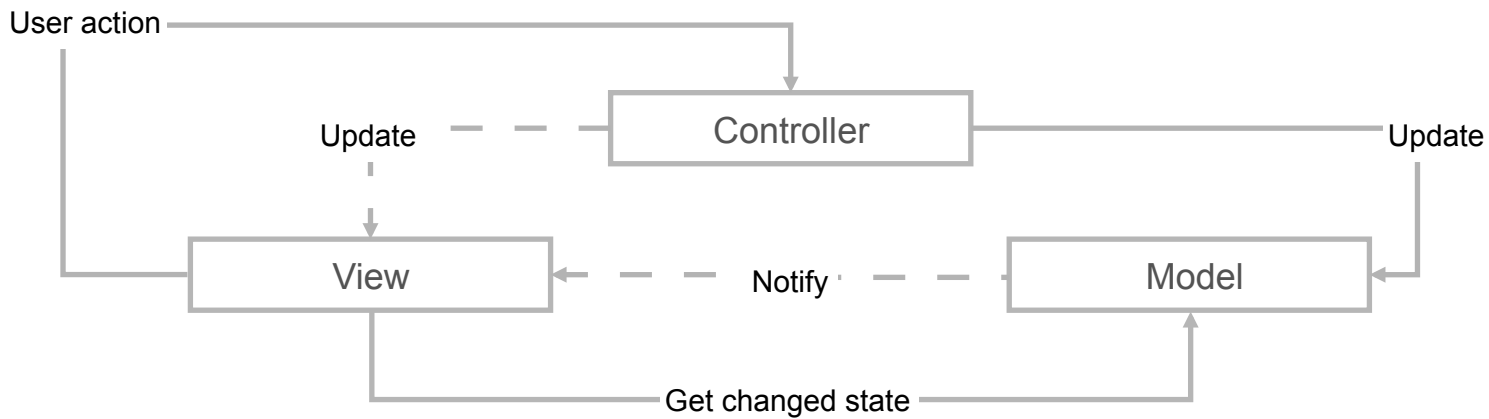 User action
Controller
Update
Update
View
Notify
Model
Get changed state